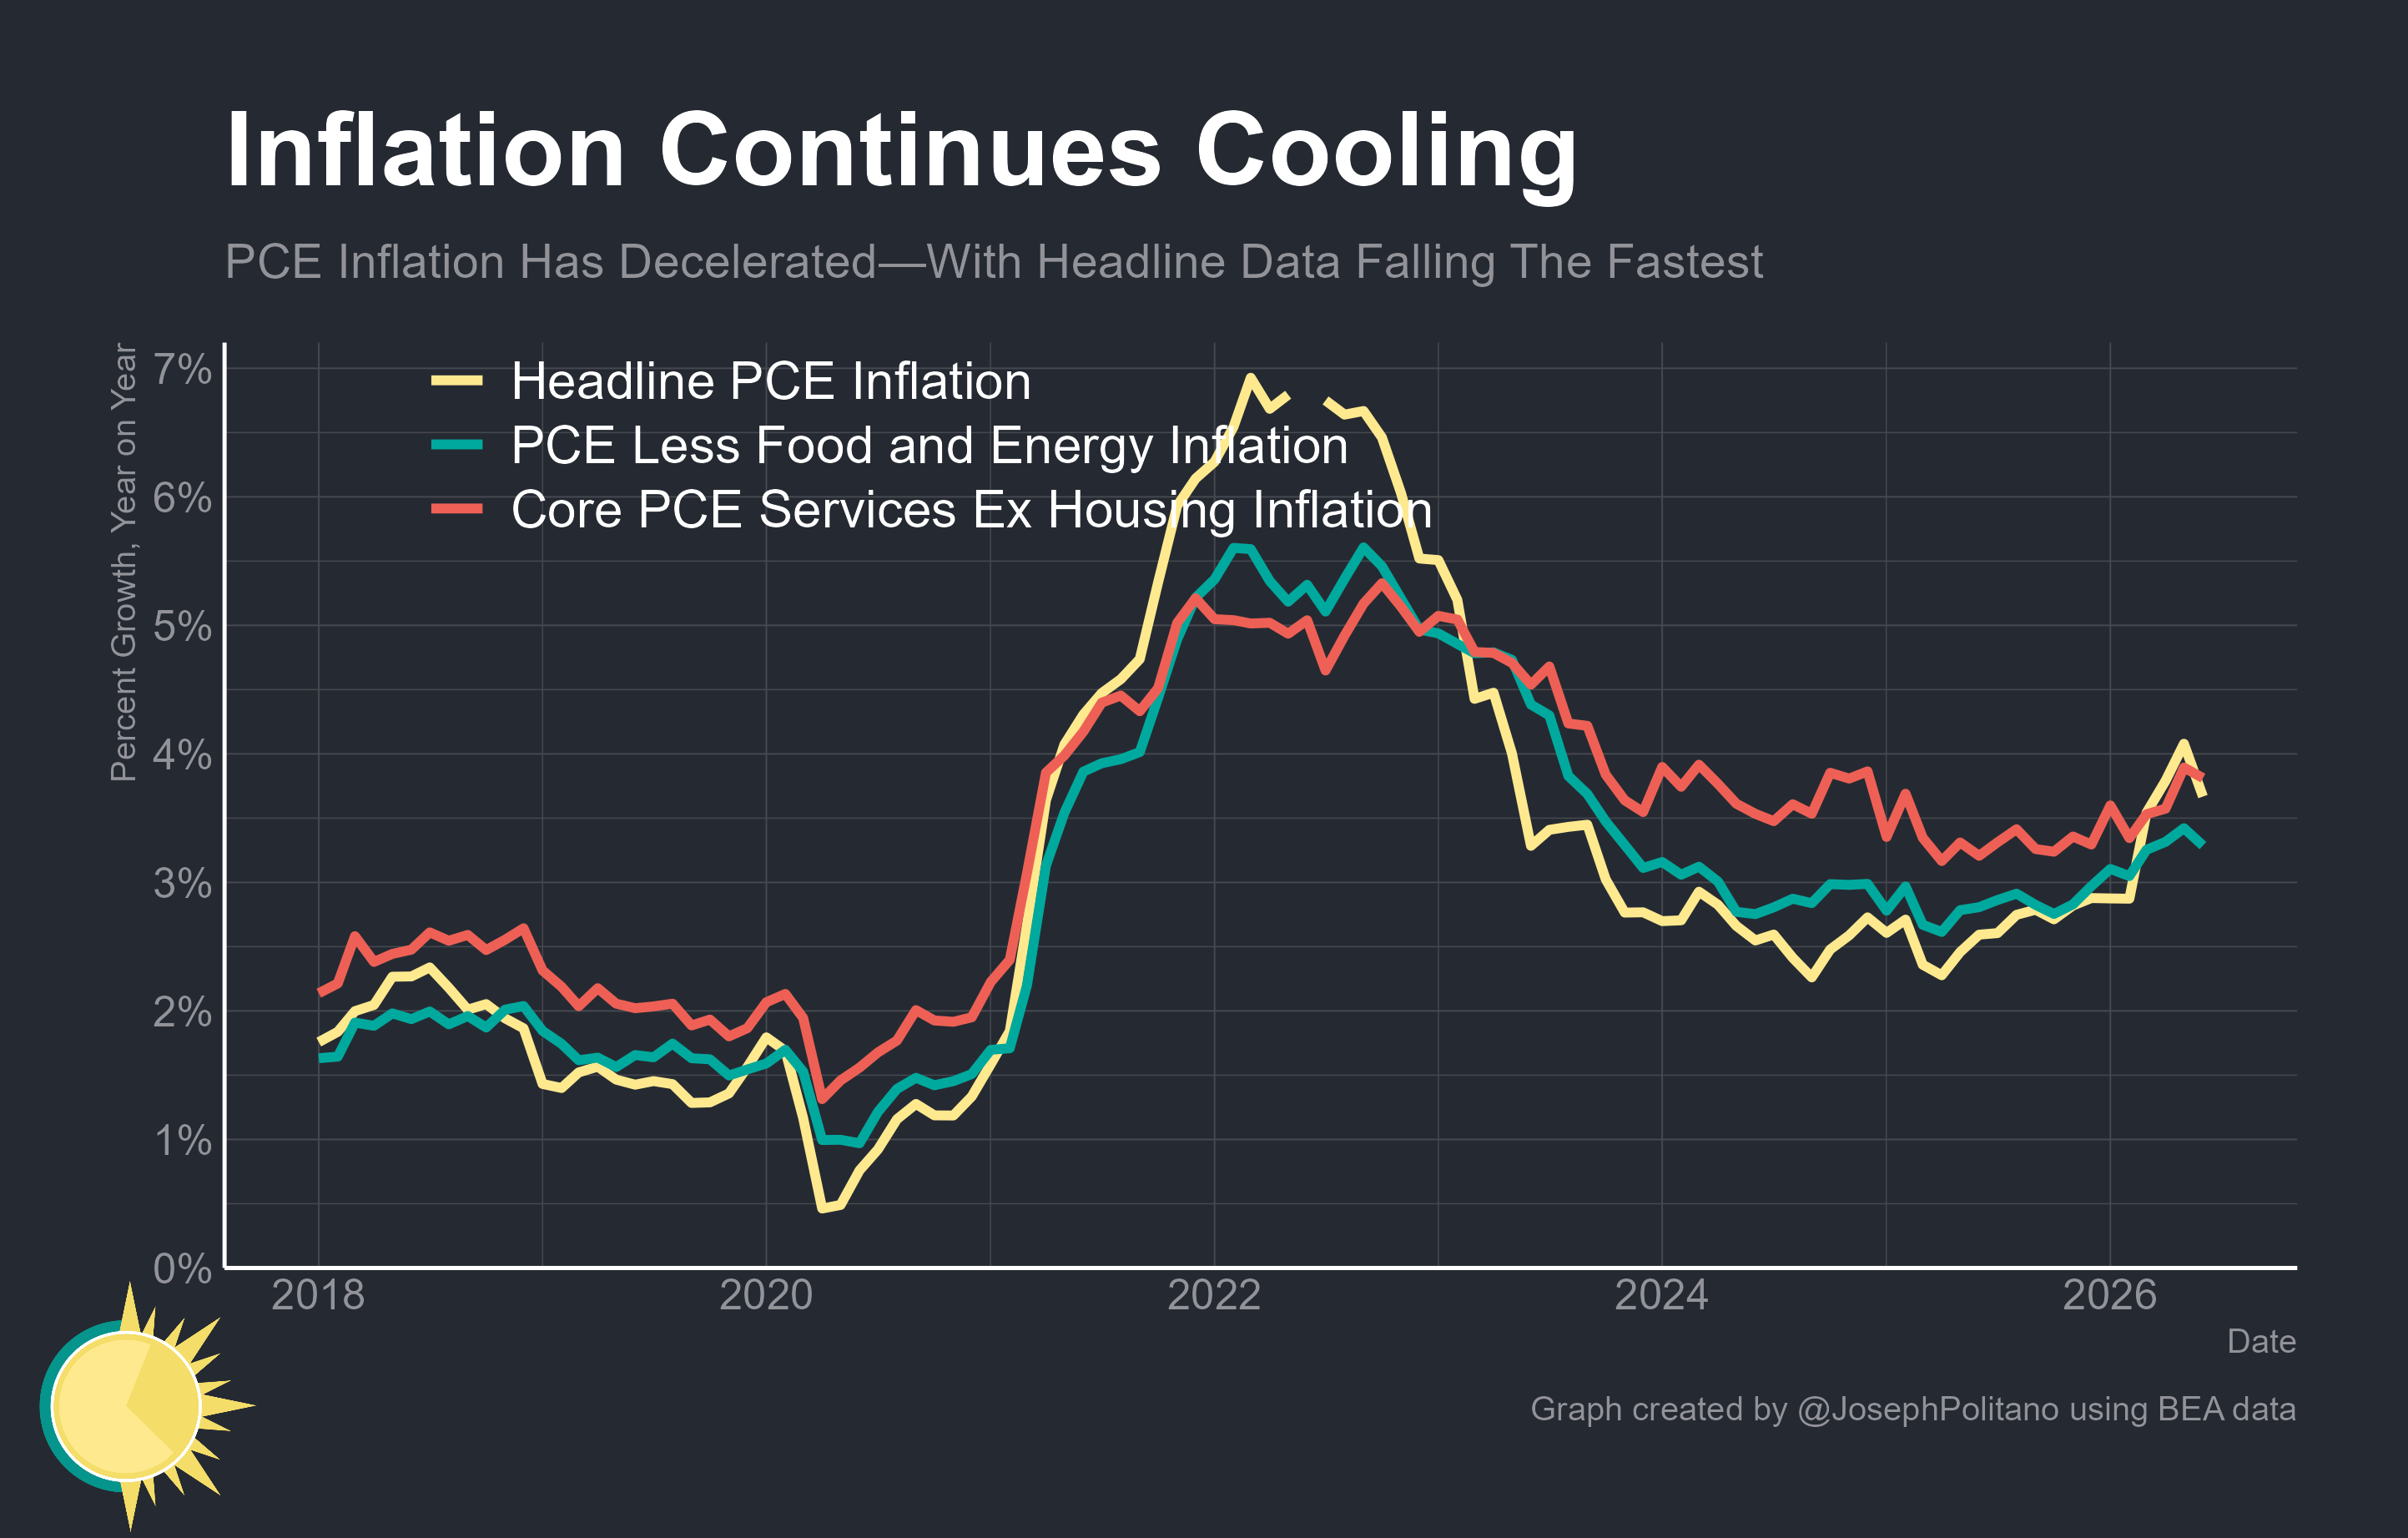 Inflation Continues Cooling
PCE Inflation Has Decelerated—With Headline Data Falling The Fastest
Percent Growth, Year on Year
7%
6%
5%
4%
3%
2%
1%
0%
Headline PCE Inflation
PCE Less Food and Energy Inflation
Core PCE Services Ex Housing Inflation
2018
2020
2022
2024
2026
Date
Graph created by @JosephPolitano using BEA data